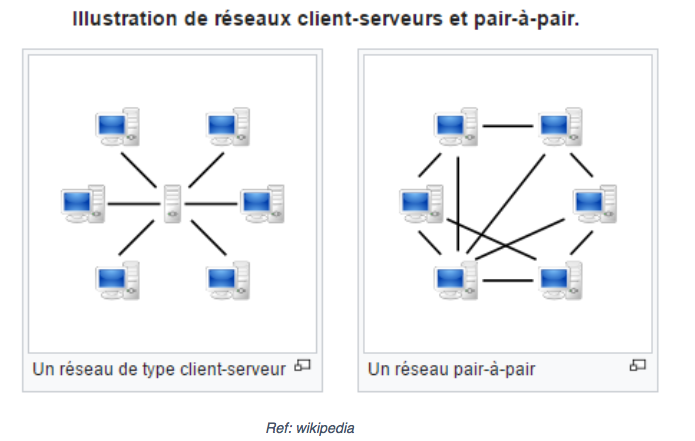 Illustration de réseaux client-serveurs et pair-à-pair.
Un réseau de type client-serveur
Un réseau pair-à-pair
Ref: wikipedia